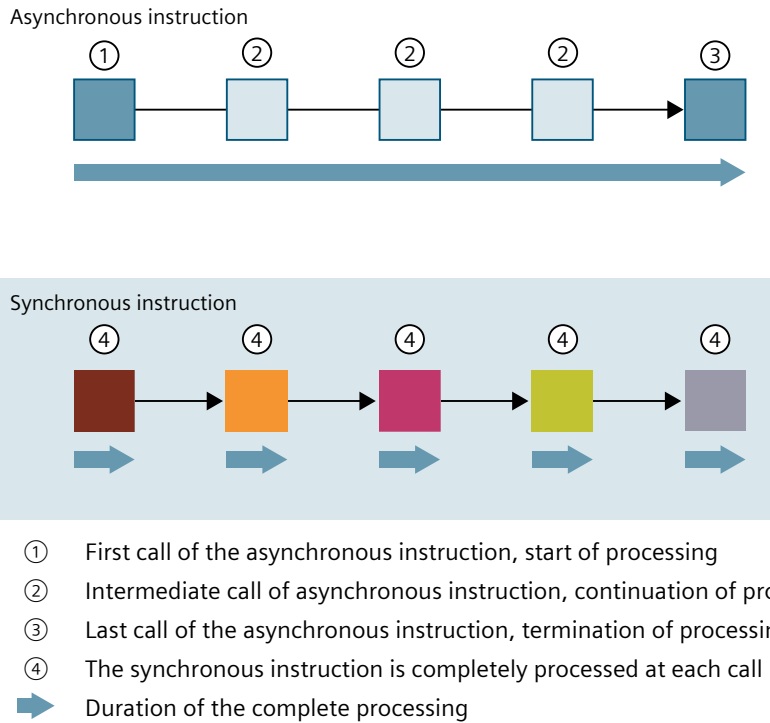 Asynchronous instruction
① ② ② ② ③
Synchronous instruction
④ ④ ④ ④ ④
① First call of the asynchronous instruction, start of processing
② Intermediate call of asynchronous instruction, continuation of
③ Last call of the asynchronous instruction, termination of
④ The synchronous instruction is completely processed at each call
Duration of the complete processing